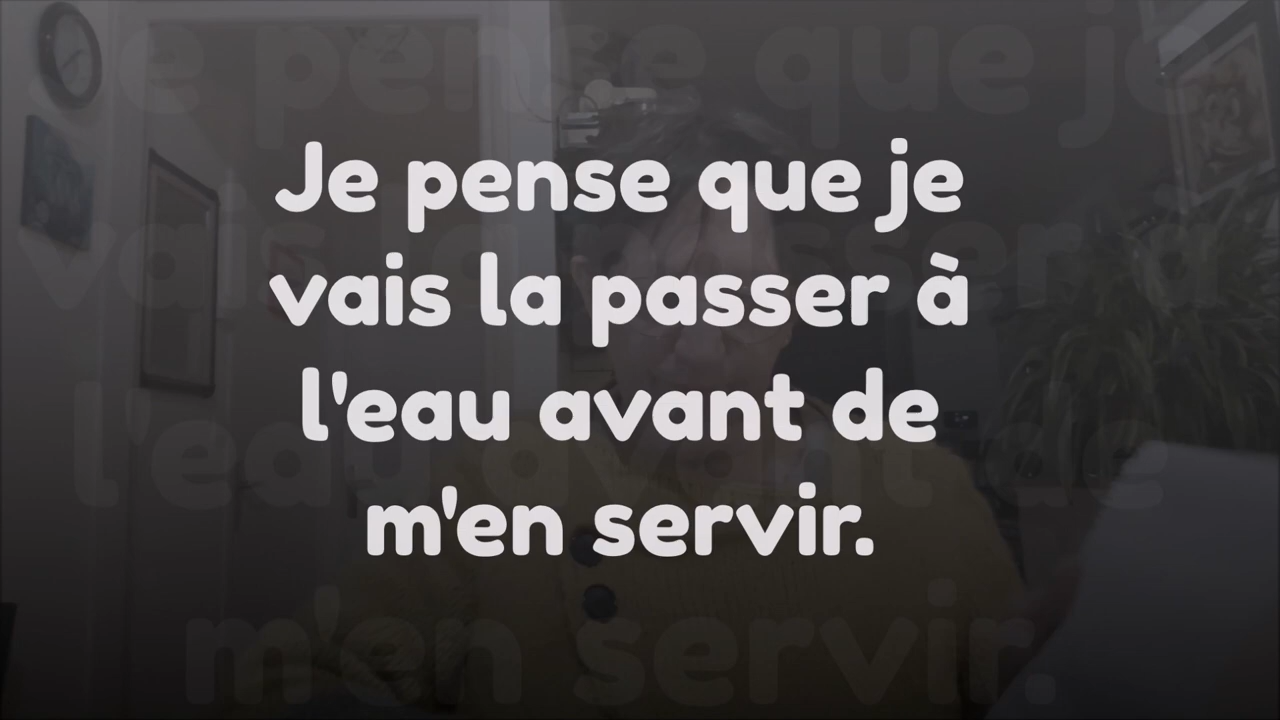 Je pense que je
vais la passer à
l'eau avant de
m'en servir.